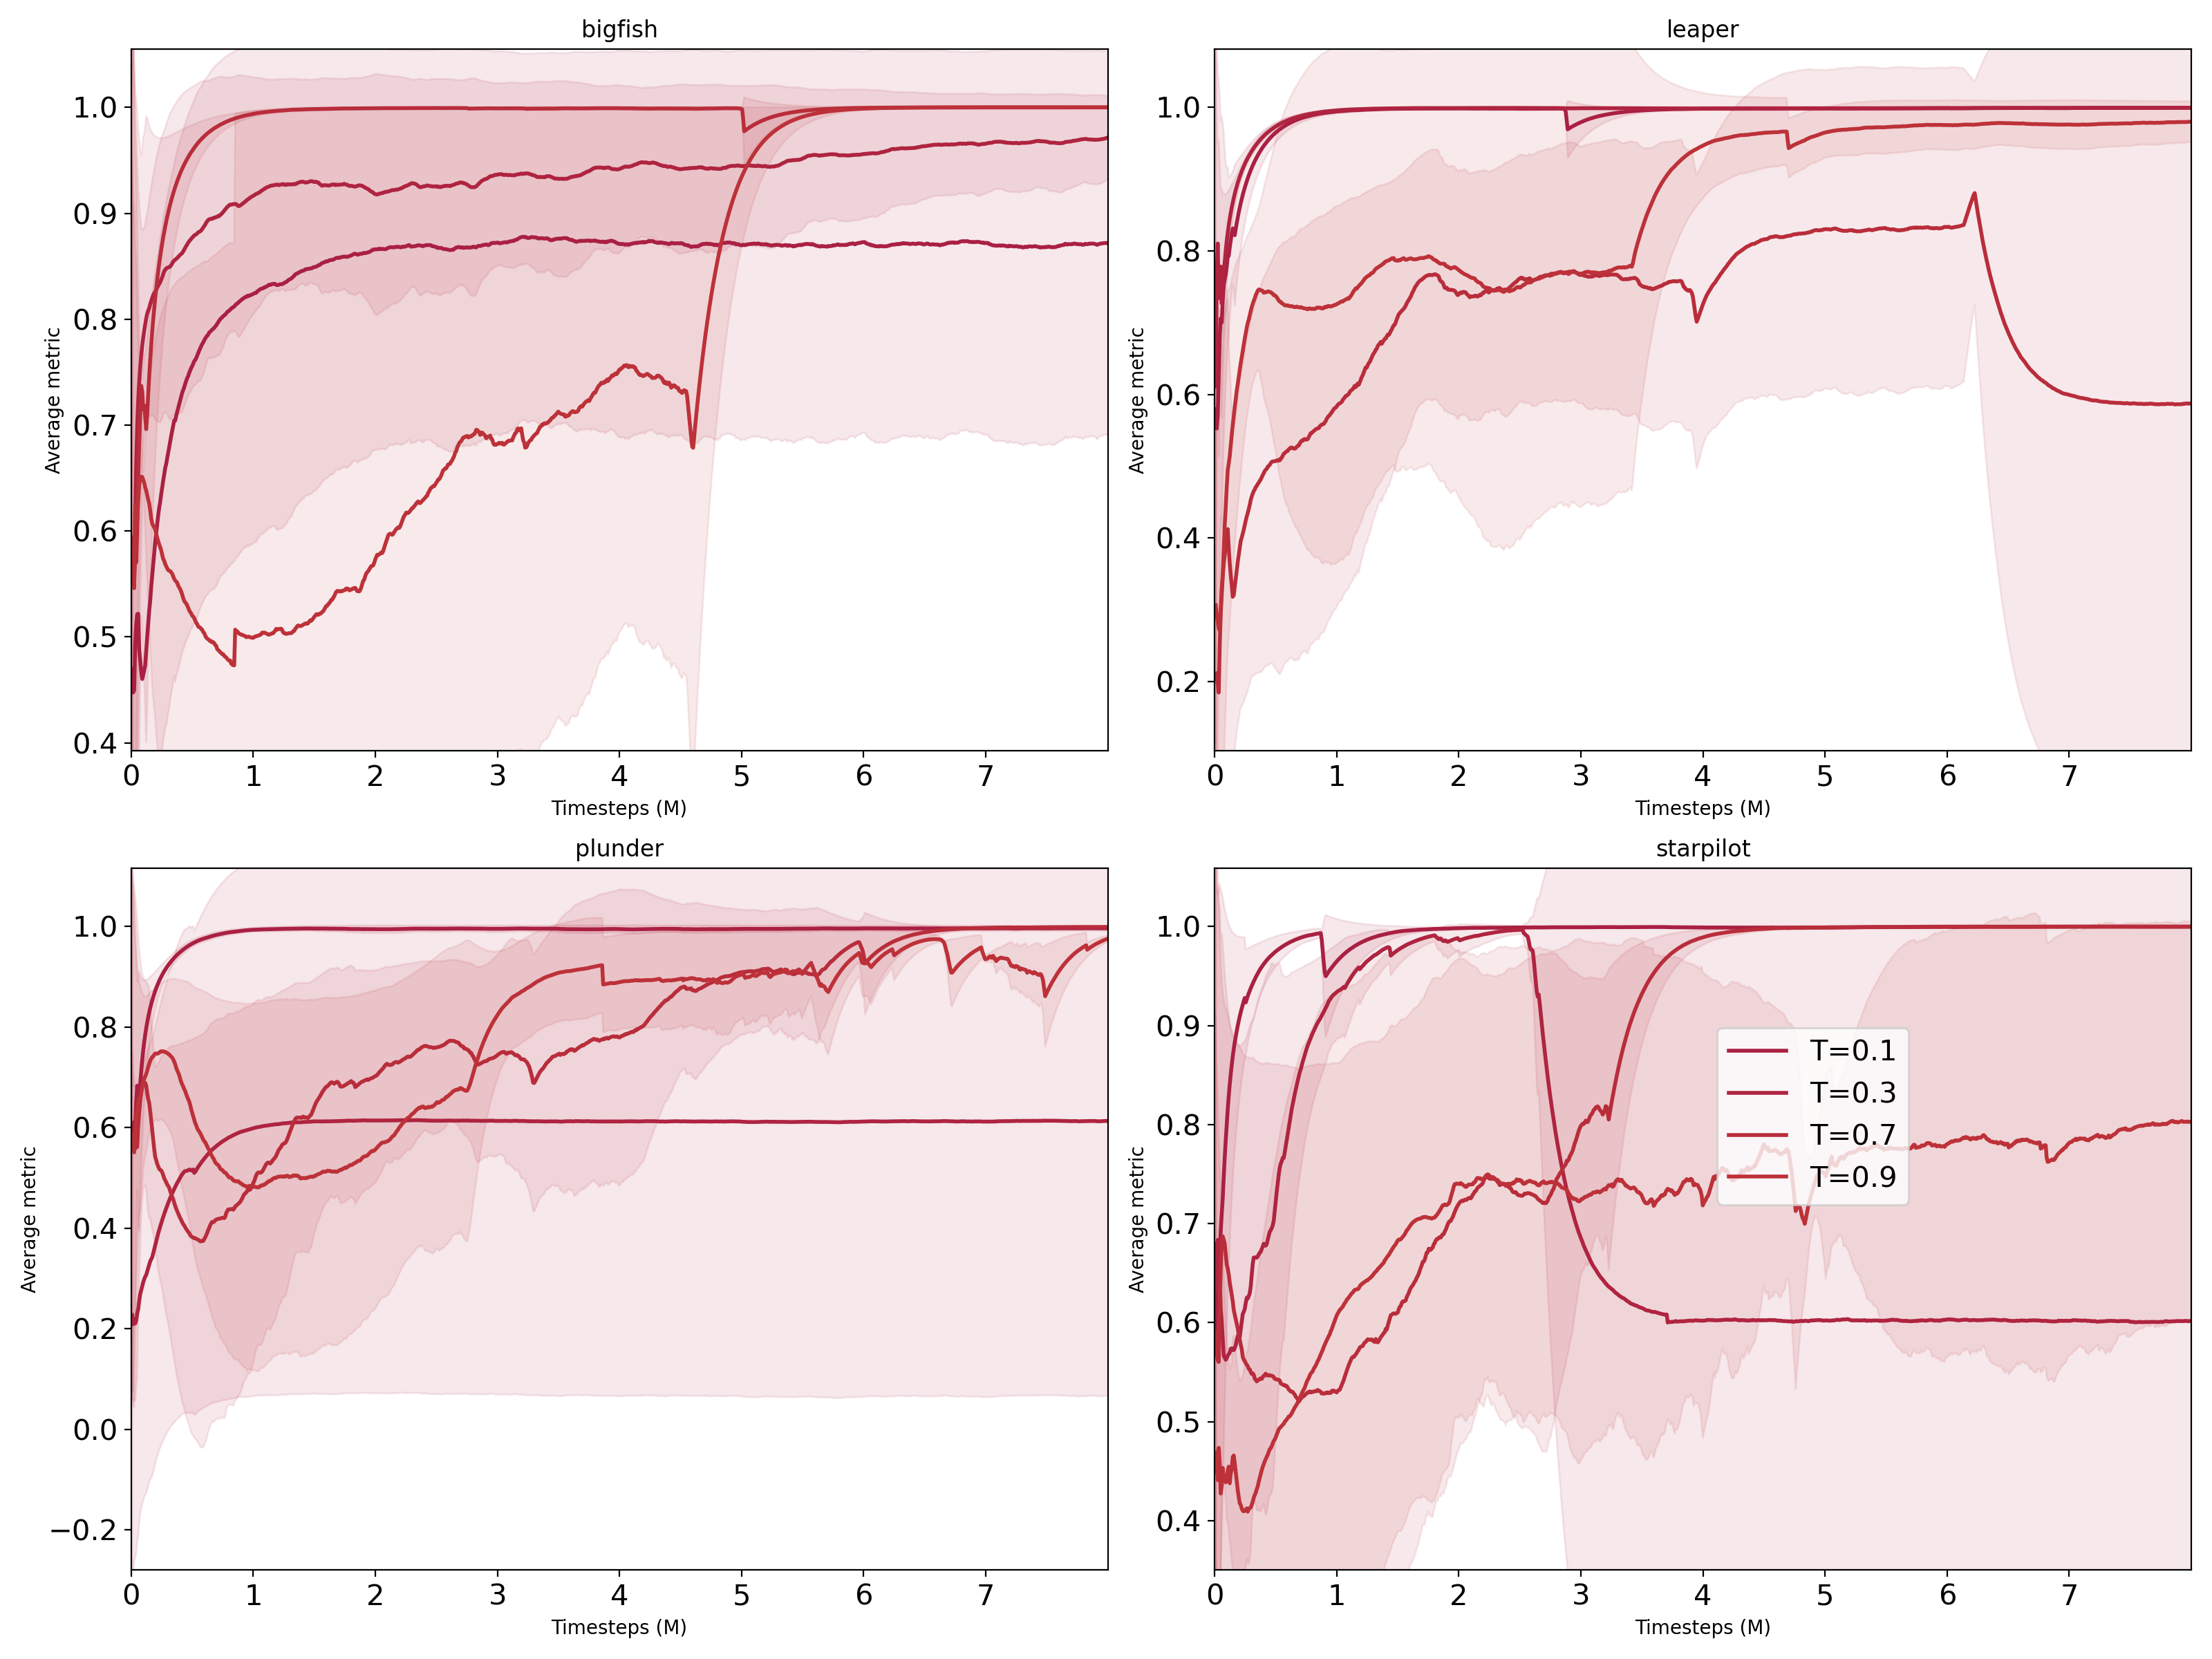 bigfish
1.0
0.9
0.8
0.7
0.6
0.5
0.4
Average metric
0 1 2 3 4 5 6 7
Timesteps (M)
leaper
1.0
0.8
0.6
0.4
0.2
Average metric
0 1 2 3 4 5 6 7
Timesteps (M)
plunder
1.0
0.8
0.6
0.4
0.2
0.0
−0.2
Average metric
0 1 2 3 4 5 6 7
Timesteps (M)
starpilot
1.0
0.9
0.8
0.7
0.6
0.5
0.4
Average metric
T=0.1
T=0.3
T=0.7
T=0.9
0 1 2 3 4 5 6 7
Timesteps (M)